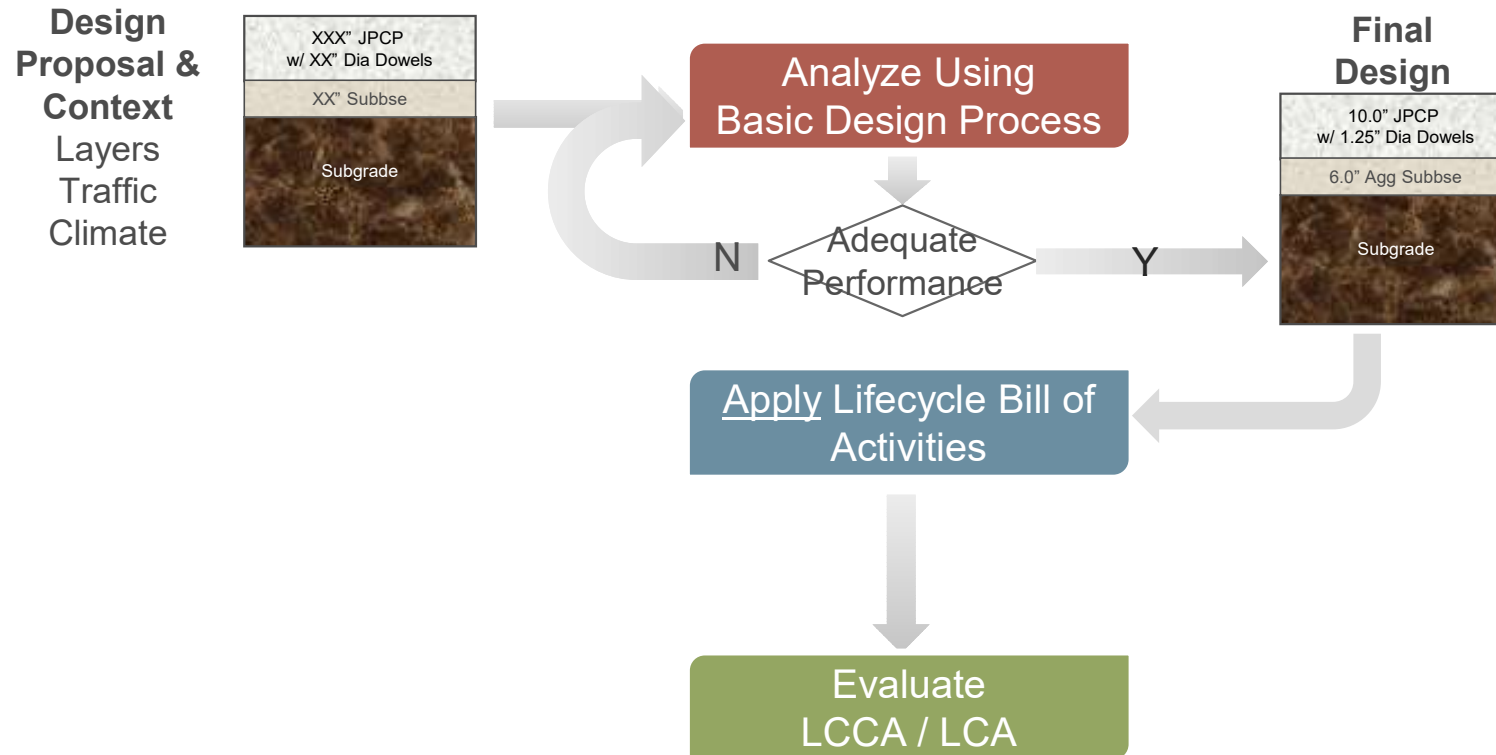 Design
Proposal &
Context
Layers
Traffic
Climate
XXX" JPCP
w/ XX" Dia Dowels
XX" Subbse
Subgrade
Analyze Using
Basic Design Process
Adequate
Performance
N
Y
Final
Design
10.0" JPCP
w/ 1.25" Dia Dowels
6.0" Agg Subbse
Subgrade
Apply Lifecycle Bill of
Activities
Evaluate
LCCA / LCA